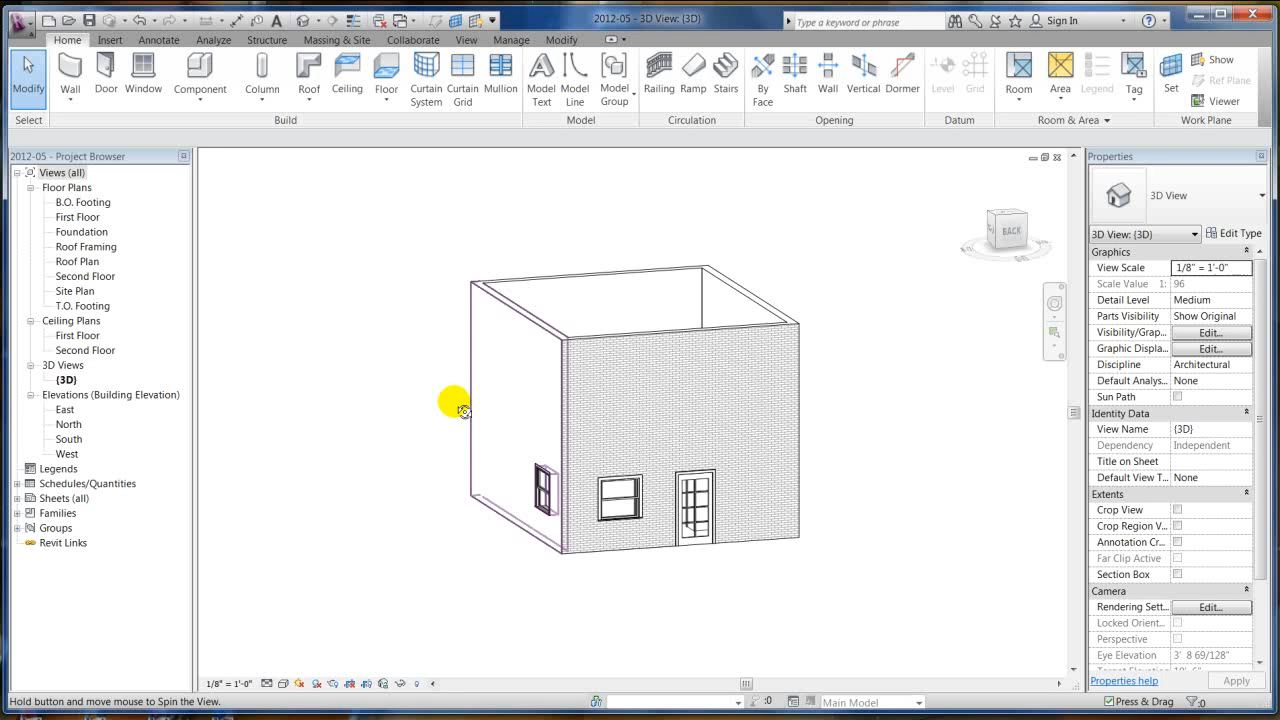 2012-05 - 3D View: {3D}
Type a keyword or phrase
Sign In
Home Insert Annotate Analyze Structure Massing & Site Collaborate View Manage Modify
Modify
Wall
Door
Window
Component
Column
Roof
Ceiling
Floor
Curtain System
Curtain Grid
Mullion
Model Text
Model Line
Model Group
Railing
Ramp
Stairs
By Face
Shaft
Wall
Vertical
Dormer
Level
Grid
Room
Area
Legend
Tag
Set
Show
Ref Plane
Viewer
Select
Build
Model
Circulation
Opening
Datum
Room & Area
Work Plane
2012-05 - Project Browser
Views (all)
Floor Plans
B.O. Footing
First Floor
Foundation
Roof Framing
Roof Plan
Second Floor
Site Plan
T.O. Footing
Ceiling Plans
First Floor
Second Floor
3D Views
{3D}
Elevations (Building Elevation)
East
North
South
West
Legends
Schedules/Quantities
Sheets (all)
Families
Groups
Revit Links
BACK
Properties
3D View
3D View: {3D}
Edit Type
Graphics
View Scale 1/8" = 1'-0"
Scale Value 1: 96
Detail Level Medium
Parts Visibility Show Original
Visibility/Grap... Edit...
Graphic Displa... Edit...
Discipline Architectural
Default Analys... None
Sun Path
Identity Data
View Name {3D}
Dependency Independent
Title on Sheet
Default View T... None
Extents
Crop View
Crop Region V...
Annotation Cr...
Far Clip Active
Section Box
Camera
Rendering Sett... Edit...
Locked Orient...
Perspective
Eye Elevation 3' 8 69/128"
Properties help
Apply
1/8" = 1'-0"
Hold button and move mouse to Spin the View.
:0
Main Model
Press & Drag
:0